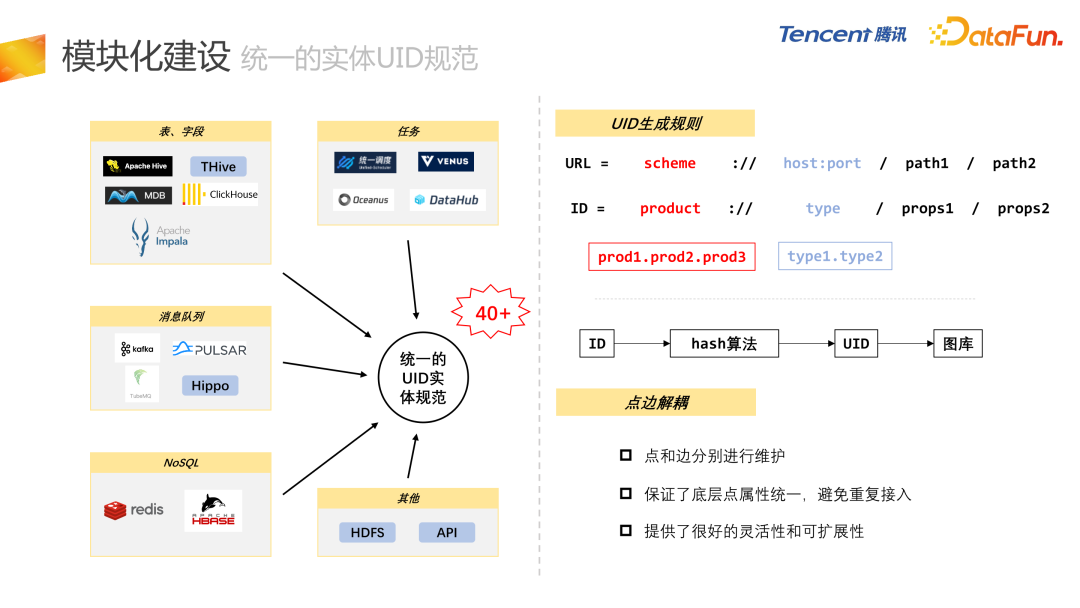 模块化建设 统一的实体UID规范
Tencent 腾讯
DataFun.
表、字段
Apache Hive
THive
MDB
ClickHouse
Apache
Impala
任务
统一调度
VENUS
Oceanus
DataHub
消息队列
kafka
PULSAR
TubeMQ
Hippo
40+
统一的
UID实
体规范
NoSQL
redis
APACHE
HBASE
其他
HDFS
API
UID生成规则
URL = scheme :// host:port / path1 / path2
ID = product :// type / props1 / props2
prod1.prod2.prod3
type1.type2
ID
hash算法
UID
图库
点边解耦
点和边分别进行维护
保证了底层点属性统一，避免重复接入
提供了很好的灵活性和可扩展性